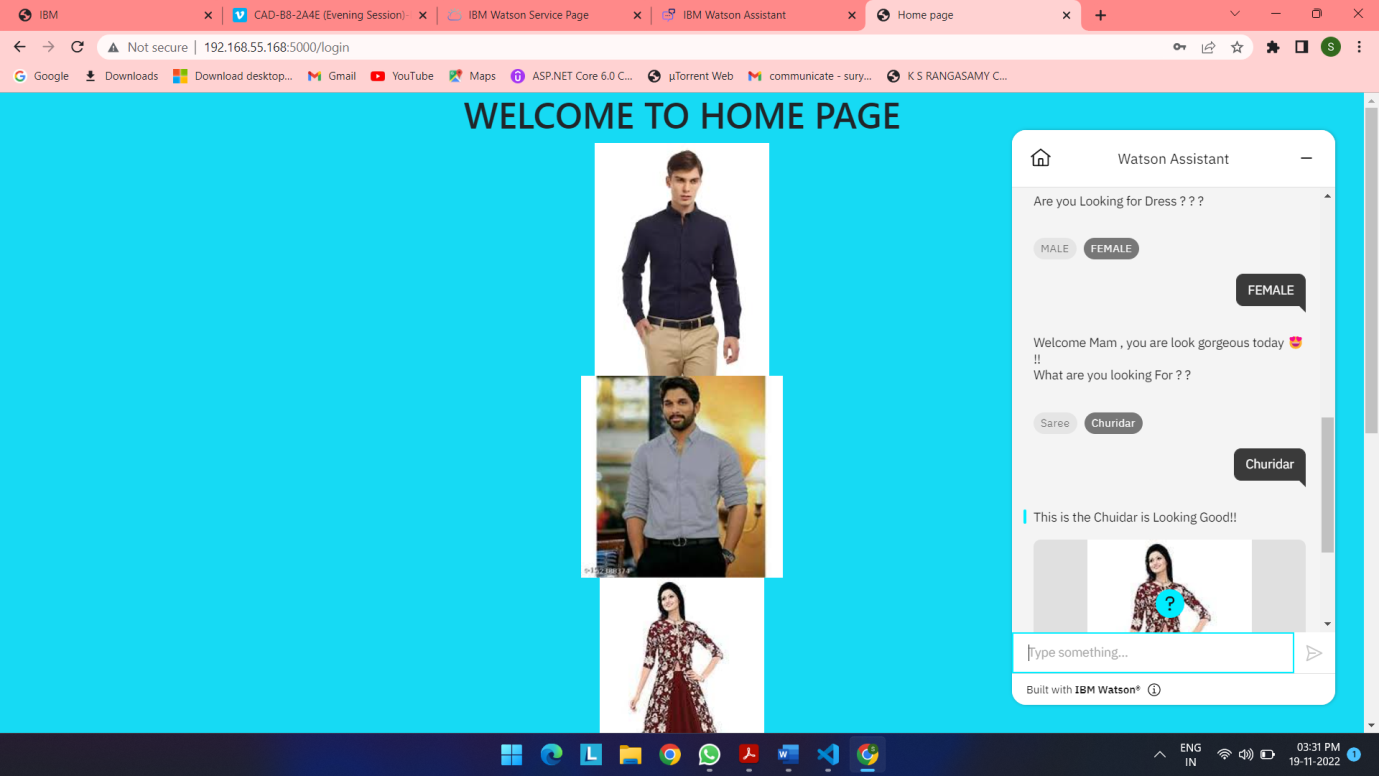 IBM
CAD-B8-2A4E (Evening Session)-
IBM Watson Service Page
IBM Watson Assistant
Home page
Not secure
192.168.55.168:5000/login
S
Google
Downloads
Download desktop...
Gmail
YouTube
Maps
ASP.NET Core 6.0 C...
µTorrent Web
communicate - sury...
K S RANGASAMY C...
WELCOME TO HOME PAGE
Watson Assistant
Are you Looking for Dress ? ? ?
MALE FEMALE
FEMALE
Welcome Mam , you are look gorgeous today 😍
!!
What are you looking For ? ?
Saree Churidar
Churidar
This is the Chuidar is Looking Good!!
?
Type something...
Built with IBM Watson®
ENG
IN
03:31 PM
19-11-2022
1